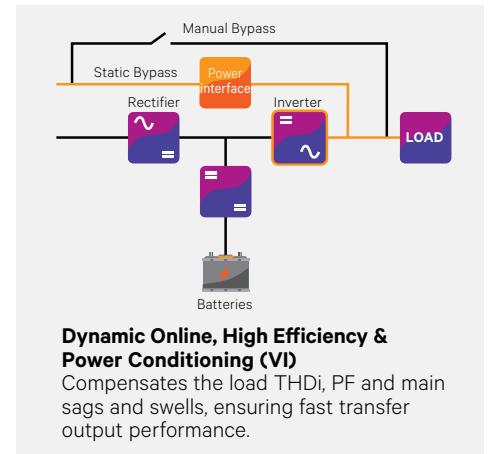 Manual Bypass
Static Bypass
Power
interface
Rectifier
Inverter
LOAD
Batteries
Dynamic Online, High Efficiency &
Power Conditioning (VI)
Compensates the load THDi, PF and main
sags and swells, ensuring fast transfer
output performance.